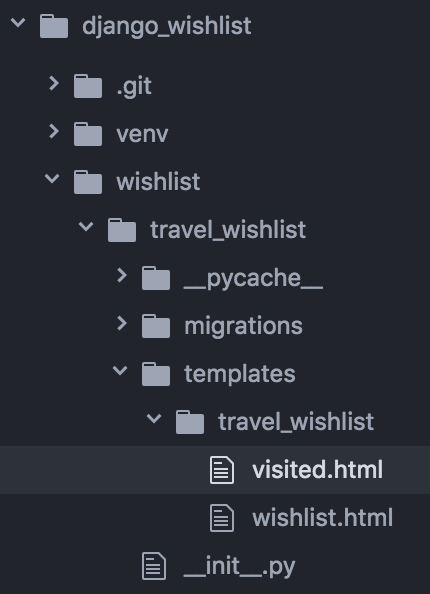 django_wishlist
.git
venv
wishlist
travel_wishlist
__pycache__
migrations
templates
travel_wishlist
visited.html
wishlist.html
__init__.py